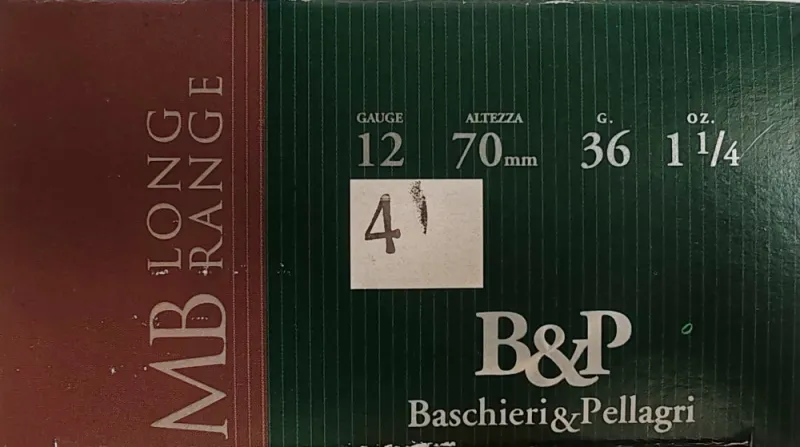 MB LONG
RANGE
GAUGE ALTEZZA G. OZ.
12 70mm 36 1 1/4
4
B&P
Baschieri&Pellagri